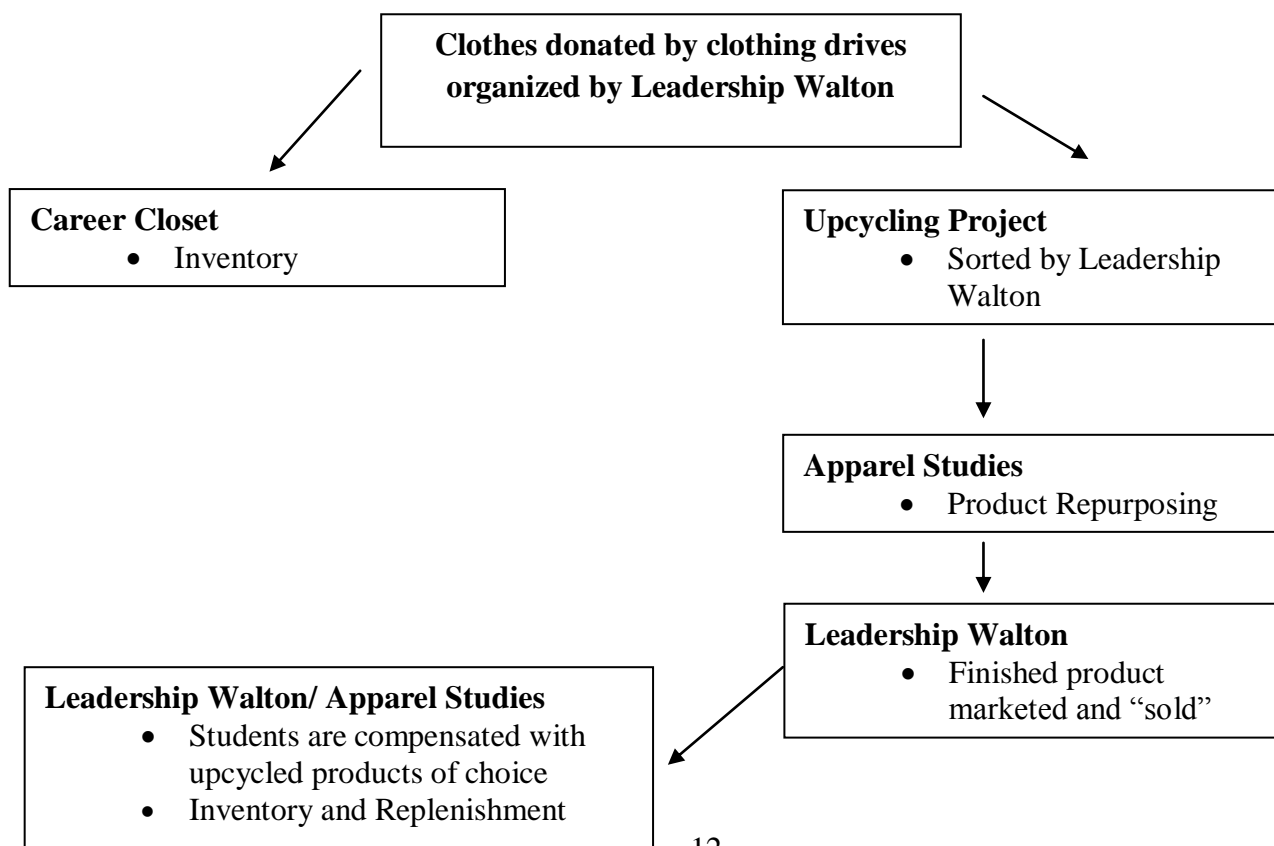 Clothes donated by clothing drives
organized by Leadership Walton
Career Closet
• Inventory
Upcycling Project
• Sorted by Leadership
Walton
Apparel Studies
• Product Repurposing
Leadership Walton
• Finished product
marketed and “sold”
Leadership Walton/ Apparel Studies
• Students are compensated with
upcycled products of choice
• Inventory and Replenishment
12